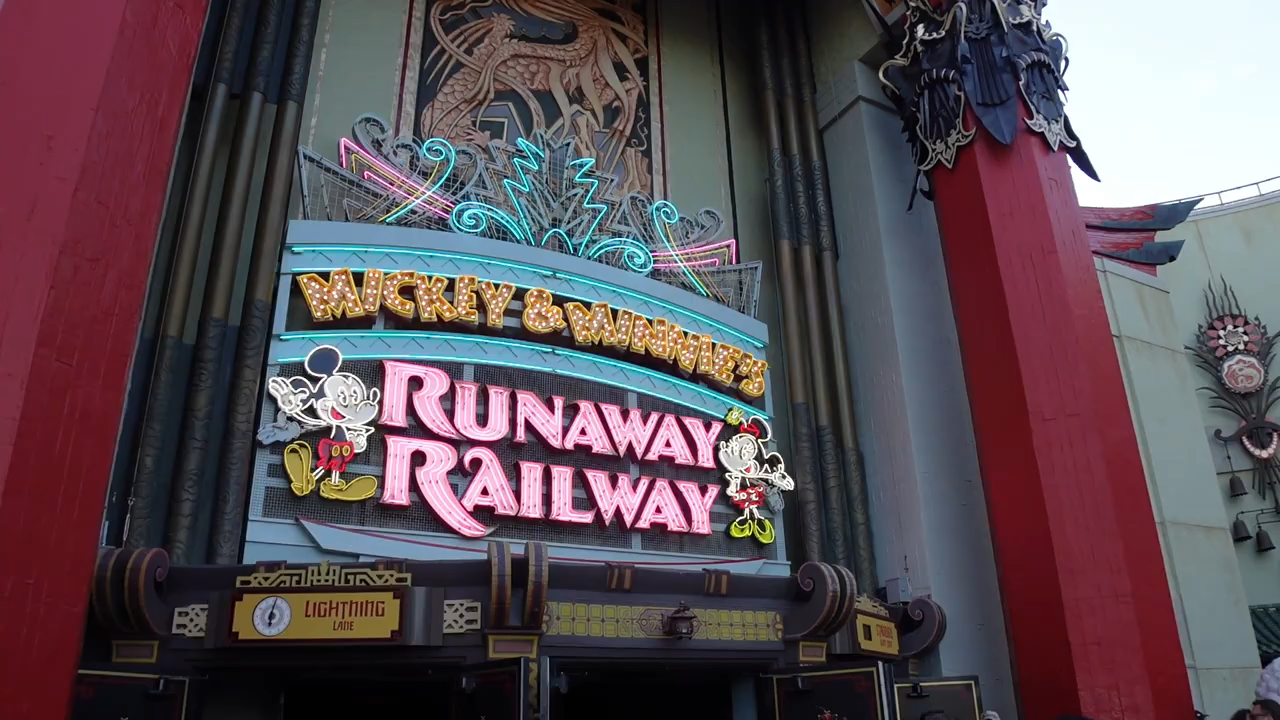 MICKEY & MINNIE'S
RUNAWAY
RAILWAY
LIGHTNING
LANE